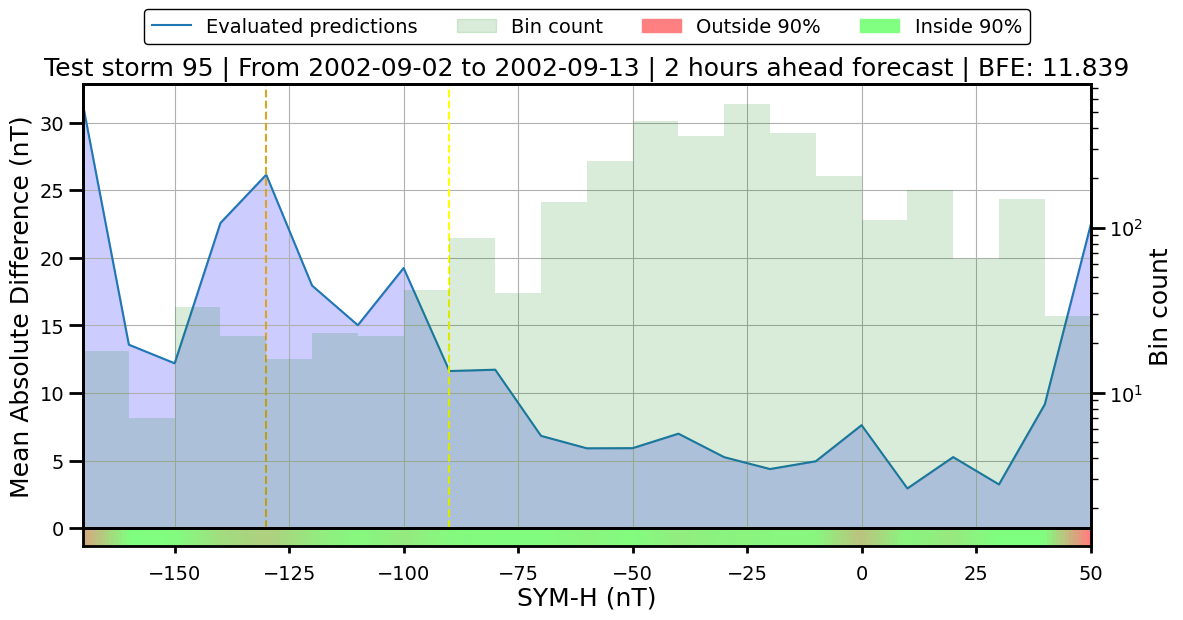 Evaluated predictions Bin count Outside 90% Inside 90%
Test storm 95 | From 2002-09-02 to 2002-09-13 | 2 hours ahead forecast | BFE: 11.839
Mean Absolute Difference (nT)
30
25
20
15
10
5
0
10²
10¹
Bin count
−150 −125 −100 −75 −50 −25 0 25 50
SYM-H (nT)